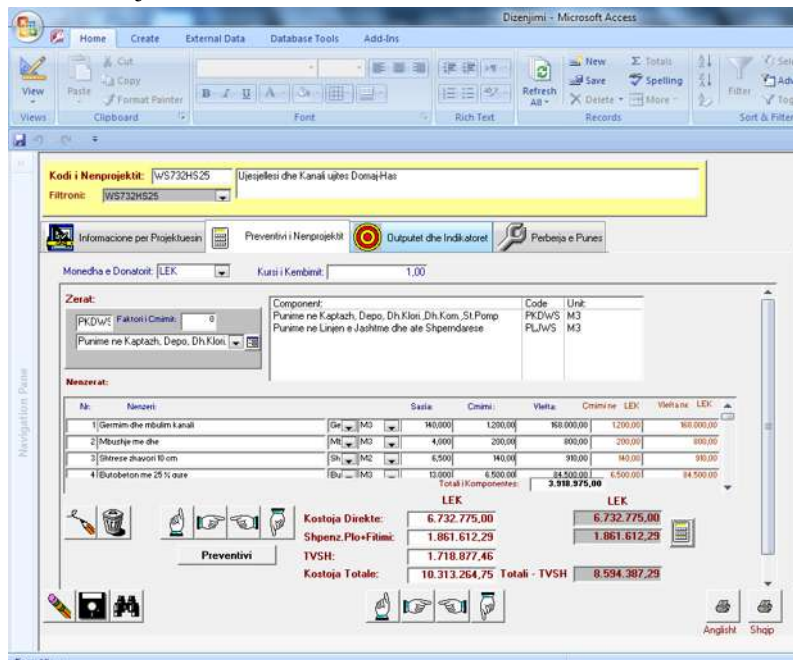 Dizenjimi - Microsoft Access
Home Create External Data Database Tools Add-Ins
View Paste Cut Copy Format Painter
B I U A
Refresh All New Save Delete Σ Totals Spelling More Filter
Views Clipboard Font Rich Text Records Sort & Filter
Kodi i Nenprojektit: WS732HS25 Ujesjellesi dhe Kanali ujites Domaj-Has
Filtroni: WS732HS25
Informacione per Projektuesin Preventivi i Nenprojektit Outputet dhe Indikatoret Perberja e Punes
Monedha e Donatorit: LEK Kursi i Kembimit: 1,00
Zerat:
PKDWS Faktori i Cmimit: 0
Punime ne Kaptazh, Depo, Dh.Klori,
Component: Code Unit:
Punime ne Kaptazh, Depo, Dh.Klori ,Dh.Kom ,St.Pomp PKDWS M3
Punime ne Linjen e Jashtme dhe ate Shperndarese PLJWS M3
Navigation Pane
Nenzerat:
Nr: Nenzeri: Sasia: Cmimi: Vlefta: Cmimi ne LEK Vlefta ne LEK
1 Germim dhe mbulim kanali Ge M3 140,000 1.200,00 168.000,00 1.200,00 168.000,00
2 Mbushje me dhe Mt M3 4,000 200,00 800,00 200,00 800,00
3 Shtrese zhavori 10 cm Sh M2 6,500 140,00 910,00 140,00 910,00
4 Butobeton me 25 % gure Bu M3 13,000 6.500,00 84.500,00 6.500,00 84.500,00
Totali i Komponentes: 3.918.975,00
LEK LEK
Kostoja Direkte: 6.732.775,00 6.732.775,00
Shpenz.Plo+Fitimi: 1.861.612,29 1.861.612,29
Preventivi
TVSH: 1.718.877,46
Kostoja Totale: 10.313.264,75 Totali - TVSH 8.594.387,29
Anglisht Shqip